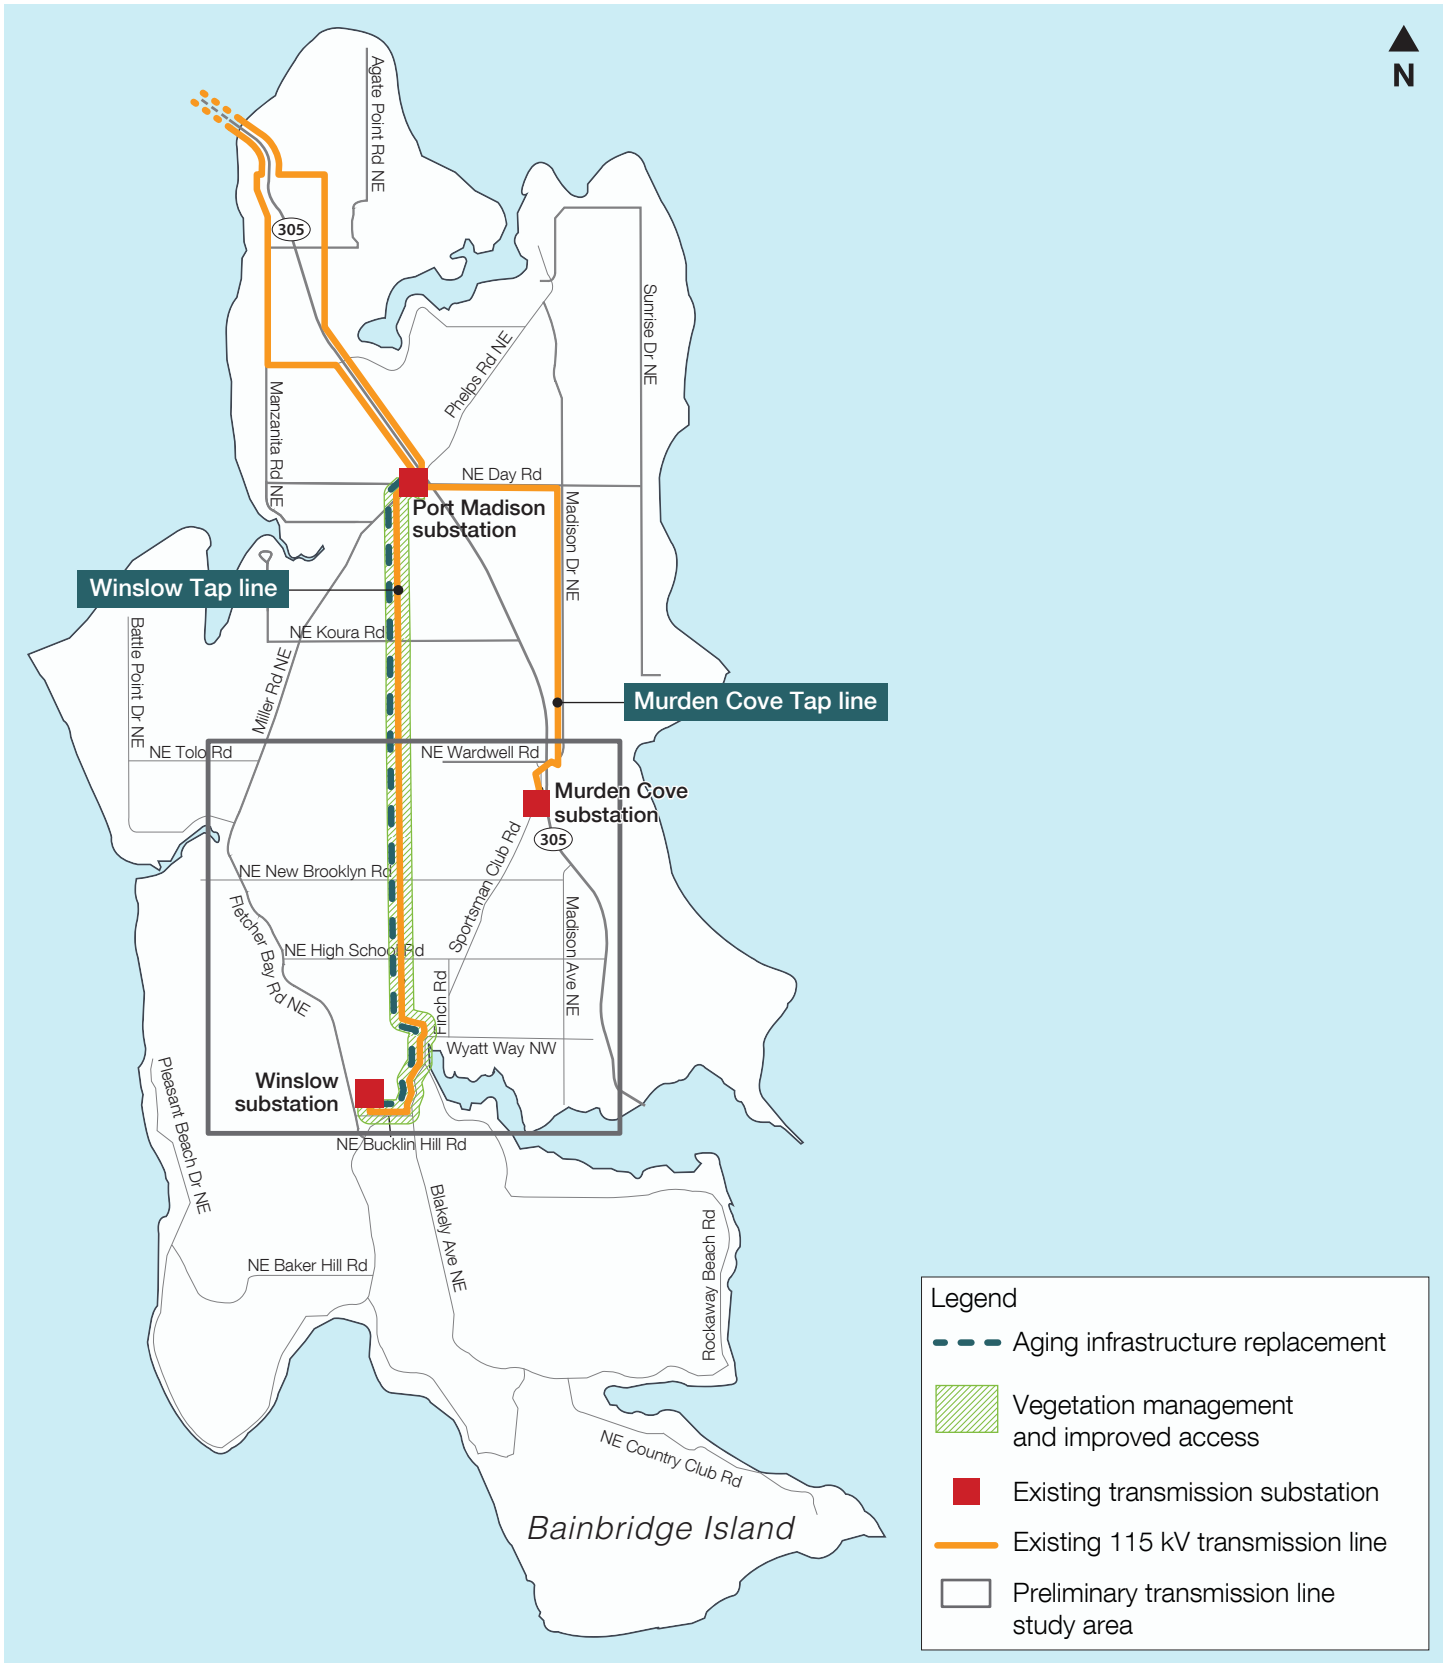 N
Agate Point Rd NE
305
Sunrise Dr NE
Phelps Rd NE
Manzanita Rd NE
NE Day Rd
Port Madison
substation
Madison Dr NE
Winslow Tap line
NE Koura Rd
Battle Point Dr NE
Miller Rd NE
Murden Cove Tap line
NE Tolo Rd
NE Wardwell Rd
Murden Cove
substation
305
Sportsman Club Rd
NE New Brooklyn Rd
Fletcher Bay Rd NE
Madison Ave NE
NE High School Rd
Finch Rd
Wyatt Way NW
Winslow
substation
Pleasant Beach Dr NE
NE Bucklin Hill Rd
Blakely Ave NE
Rockaway Beach Rd
NE Baker Hill Rd
NE Country Club Rd
Bainbridge Island
Legend
Aging infrastructure replacement
Vegetation management
and improved access
Existing transmission substation
Existing 115 kV transmission line
Preliminary transmission line
study area